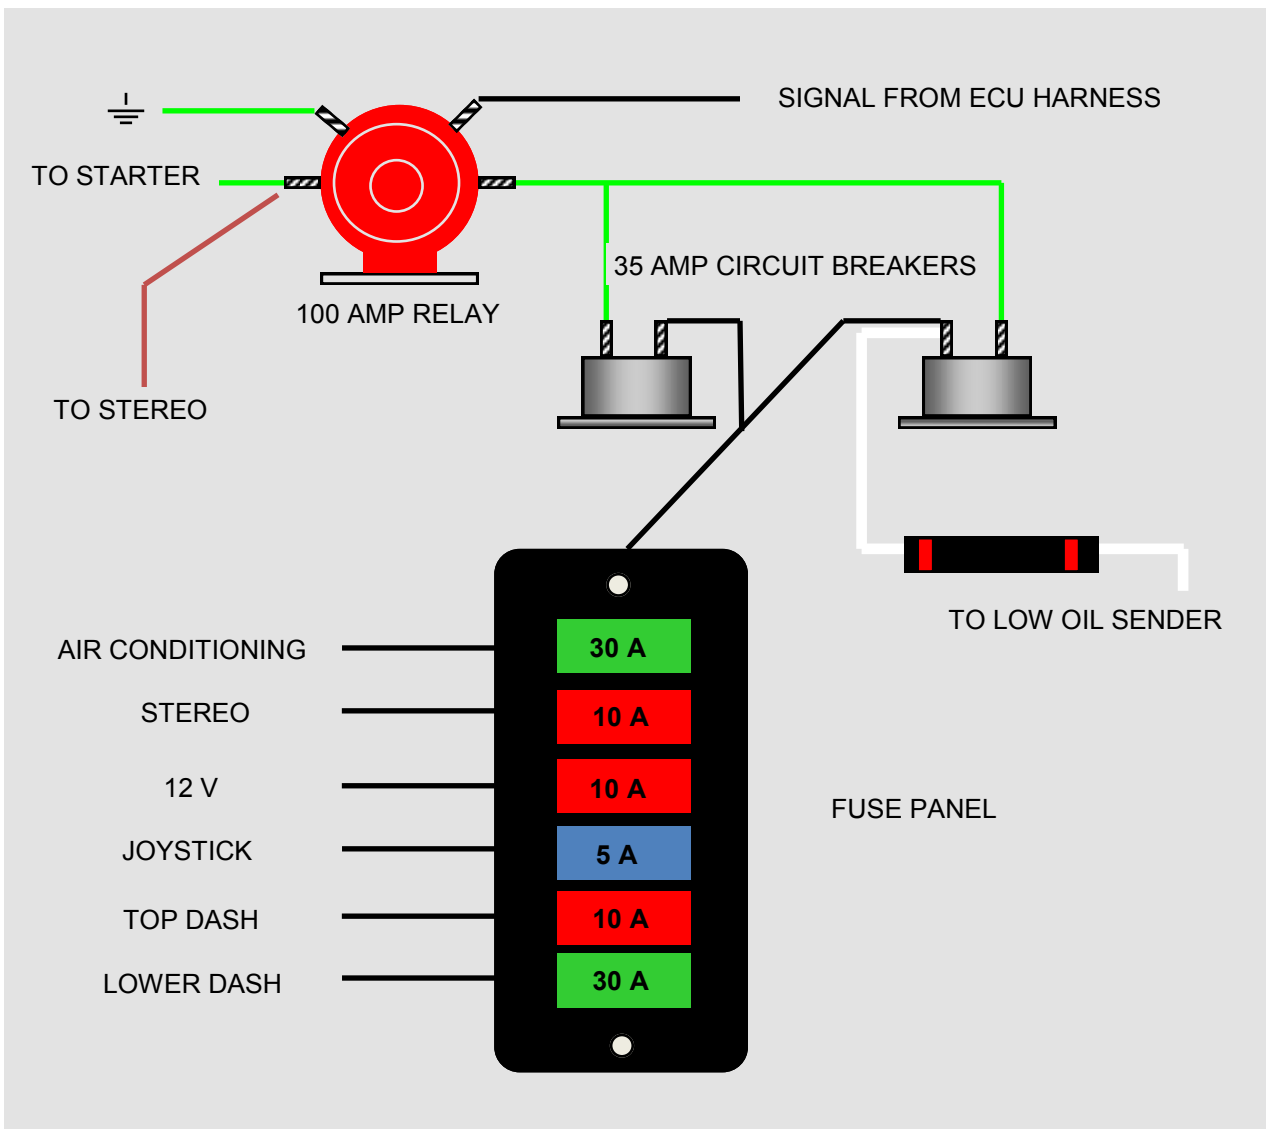 SIGNAL FROM ECU HARNESS
TO STARTER
35 AMP CIRCUIT BREAKERS
100 AMP RELAY
TO STEREO
TO LOW OIL SENDER
AIR CONDITIONING
30 A
STEREO
10 A
12 V
10 A
FUSE PANEL
JOYSTICK
5 A
TOP DASH
10 A
LOWER DASH
30 A